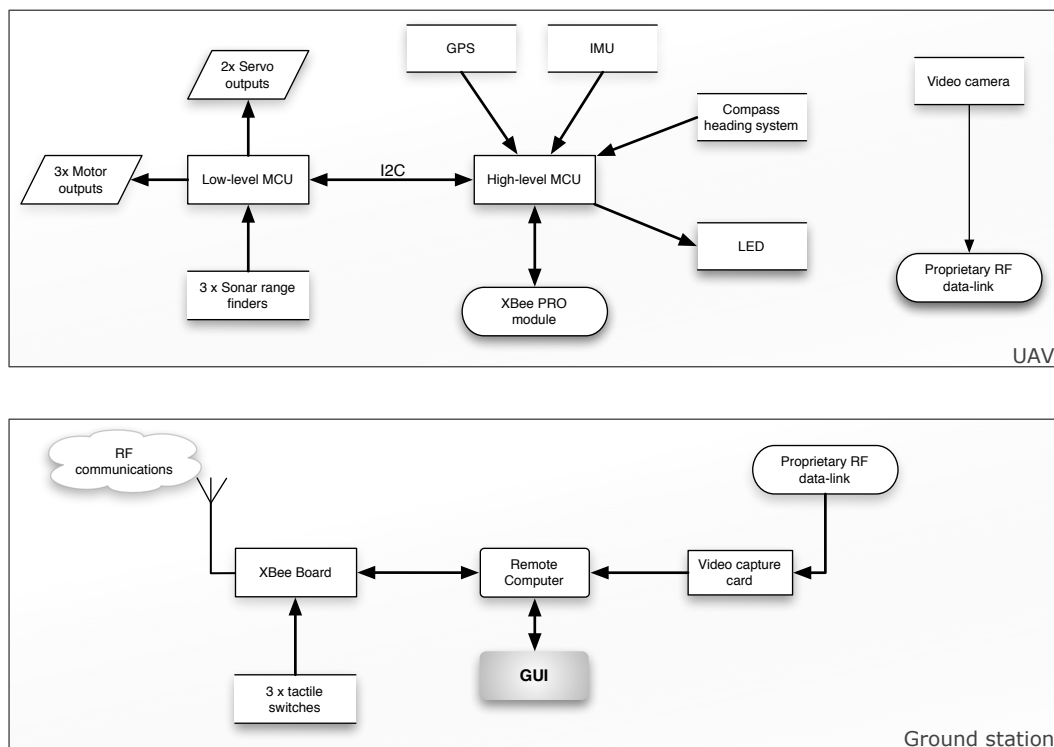 GPS
IMU
2x Servo
outputs
Video camera
Compass
heading system
3x Motor
outputs
Low-level MCU
I2C
High-level MCU
LED
3 x Sonar range
finders
XBee PRO
module
Proprietary RF
data-link
UAV
RF
communications
Proprietary RF
data-link
XBee Board
Remote
Computer
Video capture
card
GUI
3 x tactile
switches
Ground station